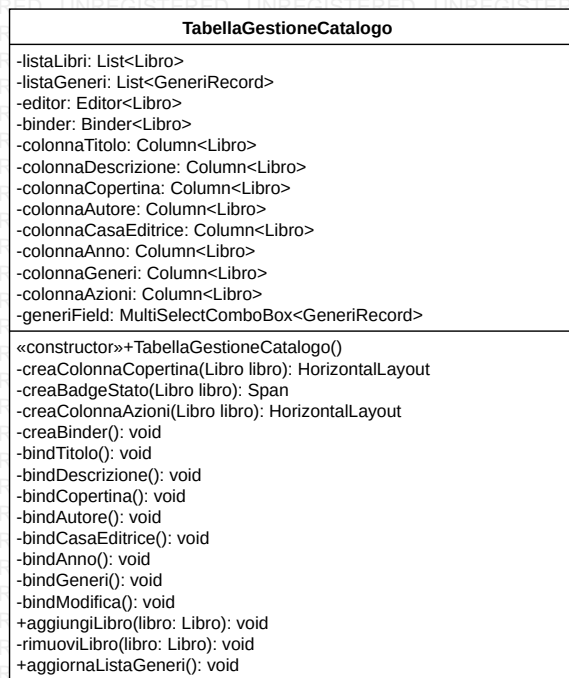 UNREGISTERED UNREGISTERED UNREGISTERED UNREGISTERED
TabellaGestioneCatalogo
-listaLibri: List<Libro>
-listaGeneri: List<GeneriRecord>
-editor: Editor<Libro>
-binder: Binder<Libro>
-colonnaTitolo: Column<Libro>
-colonnaDescrizione: Column<Libro>
-colonnaCopertina: Column<Libro>
-colonnaAutore: Column<Libro>
-colonnaCasaEditrice: Column<Libro>
-colonnaAnno: Column<Libro>
-colonnaGeneri: Column<Libro>
-colonnaAzioni: Column<Libro>
-generiField: MultiSelectComboBox<GeneriRecord>
«constructor»+TabellaGestioneCatalogo()
-creaColonnaCopertina(Libro libro): HorizontalLayout
-creaBadgeStato(Libro libro): Span
-creaColonnaAzioni(Libro libro): HorizontalLayout
-creaBinder(): void
-bindTitolo(): void
-bindDescrizione(): void
-bindCopertina(): void
-bindAutore(): void
-bindCasaEditrice(): void
-bindAnno(): void
-bindGeneri(): void
-bindModifica(): void
+aggiungiLibro(libro: Libro): void
-rimuoviLibro(libro: Libro): void
+aggiornaListaGeneri(): void